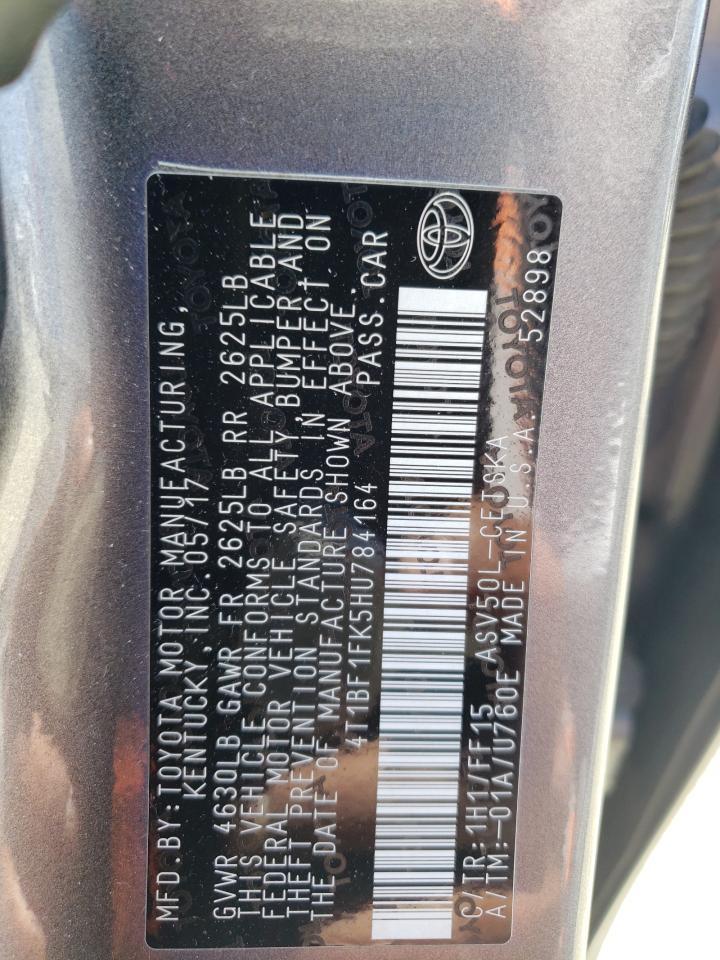 MFD.BY:TOYOTA MOTOR MANUFACTURING,
KENTUCKY,INC. 05/17
GVWR 4630LB GAWR FR 2625LB RR 2625LB
THIS VEHICLE CONFORMS TO ALL APPLICABLE
FEDERAL MOTOR VEHICLE SAFETY,BUMPER,AND
THEFT PREVENTION STANDARDS IN EFFECT ON
THE DATE OF MANUFACTURE SHOWN ABOVE.
4T1BF1FK5HU784164 PASS.CAR
C/TR:1H1/FF15 ASV50L-CETSKA
A/TM:-01A/U760E MADE IN U.S.A. 52898